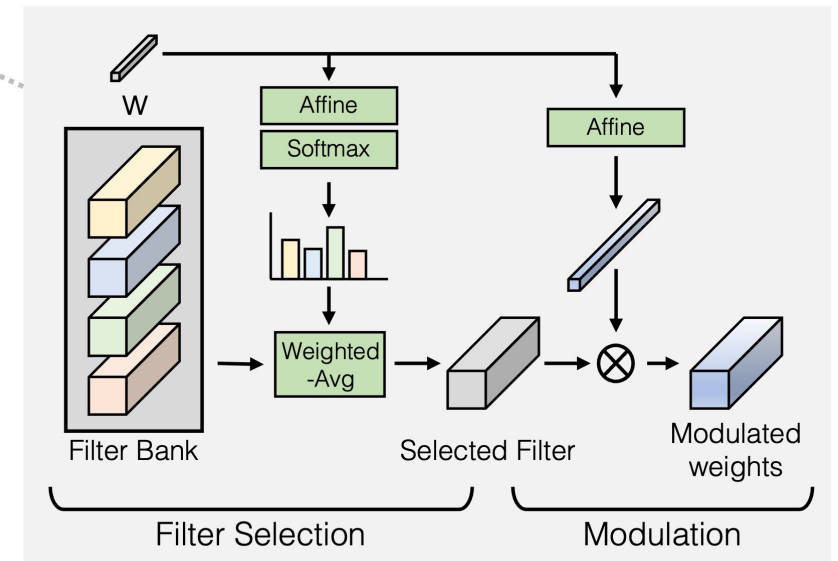 W
Affine
Softmax
Affine
Weighted
-Avg
Filter Bank
Selected Filter
Modulated
weights
Filter Selection
Modulation